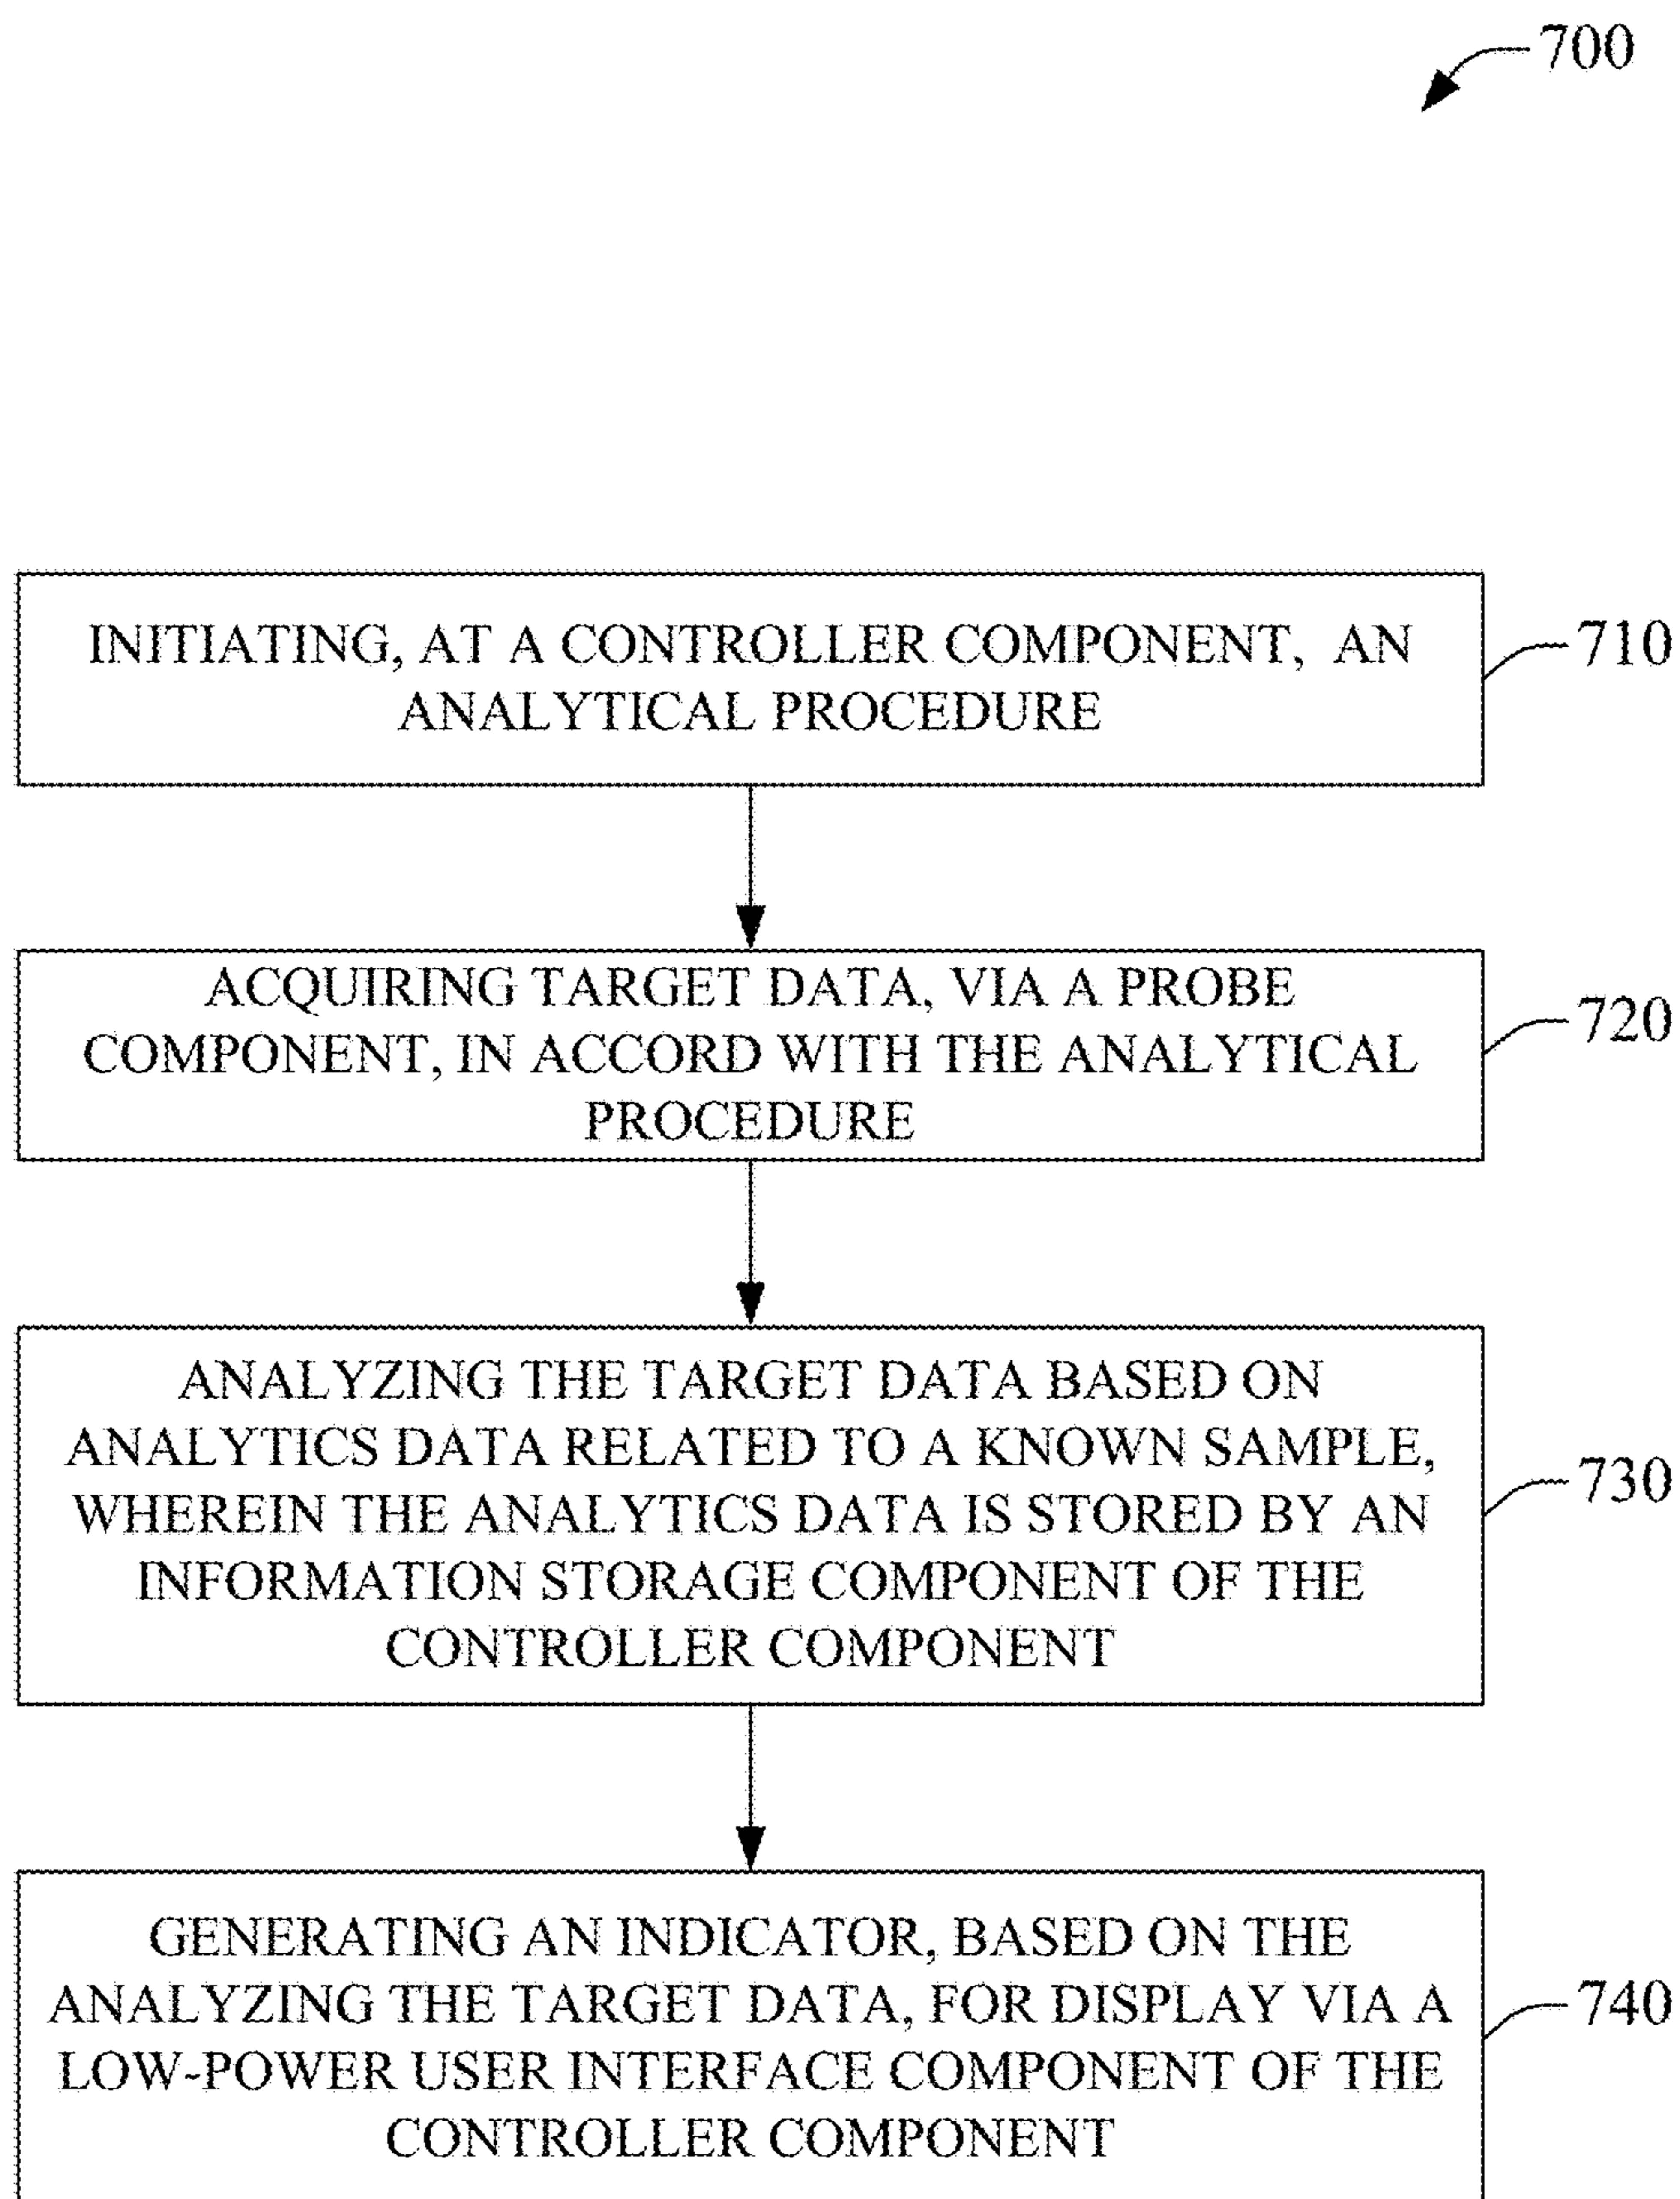 700
INITIATING, AT A CONTROLLER COMPONENT, AN
ANALYTICAL PROCEDURE
710
ACQUIRING TARGET DATA, VIA A PROBE
COMPONENT, IN ACCORD WITH THE ANALYTICAL
PROCEDURE
720
ANALYZING THE TARGET DATA BASED ON
ANALYTICS DATA RELATED TO A KNOWN SAMPLE,
WHEREIN THE ANALYTICS DATA IS STORED BY AN
INFORMATION STORAGE COMPONENT OF THE
CONTROLLER COMPONENT
730
GENERATING AN INDICATOR, BASED ON THE
ANALYZING THE TARGET DATA, FOR DISPLAY VIA A
LOW-POWER USER INTERFACE COMPONENT OF THE
CONTROLLER COMPONENT
740